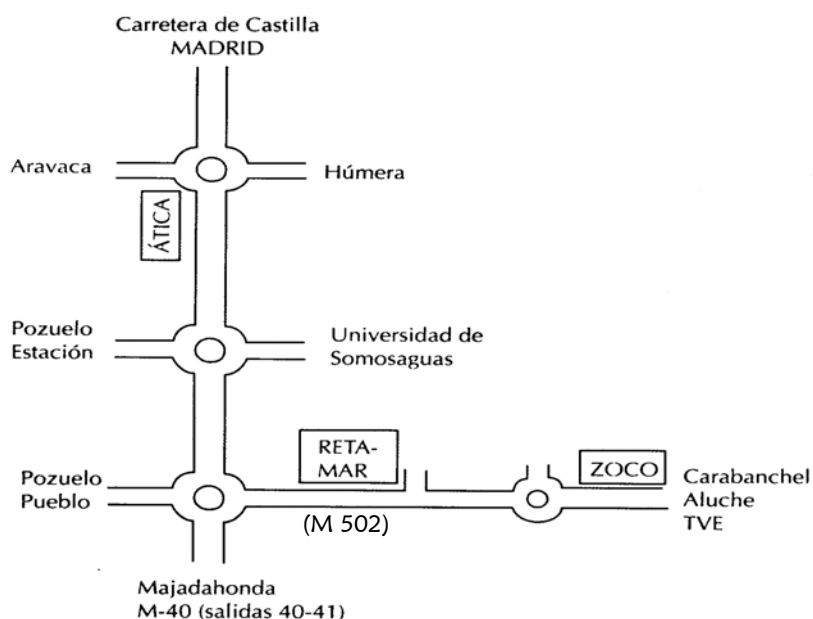 Carretera de Castilla
MADRID
Aravaca
Húmera
ÁTICA
Pozuelo
Estación
Universidad de
Somosaguas
RETA-
MAR
ZOCO
Pozuelo
Pueblo
Carabanchel
Aluche
TVE
(M 502)
Majadahonda
M-40 (salidas 40-41)